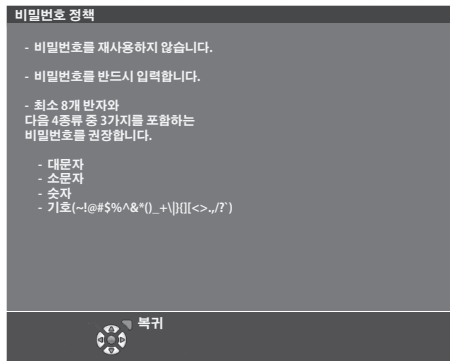 비밀번호 정책
- 비밀번호를 재사용하지 않습니다.
- 비밀번호를 반드시 입력합니다.
- 최소 8개 반자와
다음 4종류 중 3가지를 포함하는
비밀번호를 권장합니다.
- 대문자
- 소문자
- 숫자
- 기호(~!@#$%^&*()_+\|}{][<>.,/?`)
복귀